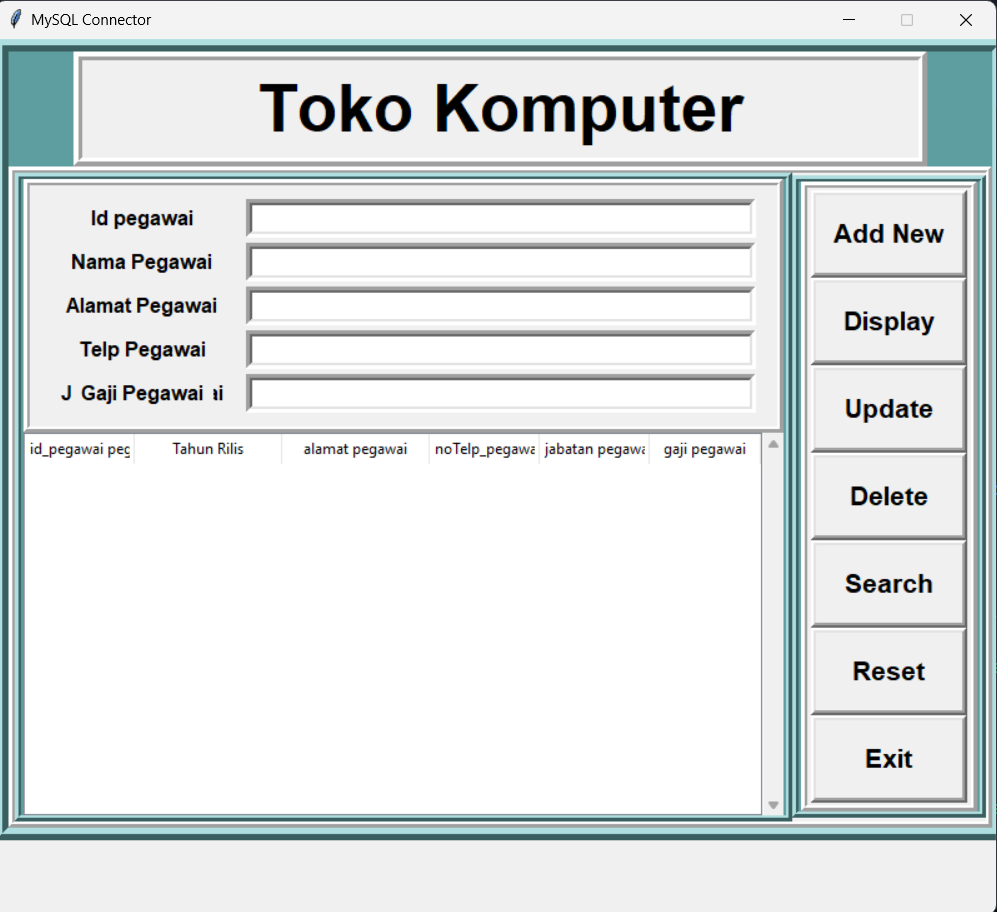 MySQL Connector
Toko Komputer
Id pegawai
Nama Pegawai
Alamat Pegawai
Telp Pegawai
J Gaji Pegawai ai
id_pegawai peg Tahun Rilis alamat pegawai noTelp_pegawa jabatan pegawa gaji pegawai
Add New
Display
Update
Delete
Search
Reset
Exit